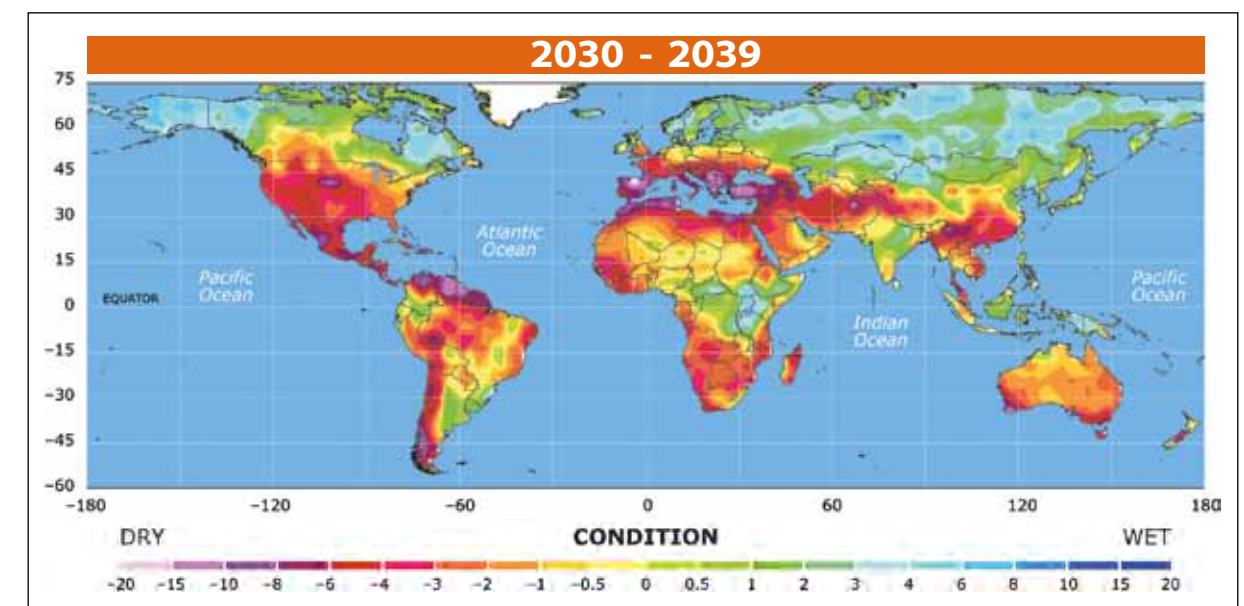 2030 - 2039
75
60
45
30
15
0
-15
-30
-45
-60
Atlantic
Ocean
Pacific
Ocean
EQUATOR
Pacific
Ocean
Indian
Ocean
-180 -120 -60 0 60 120 180
DRY CONDITION WET
-20 -15 -10 -8 -6 -4 -3 -2 -1 -0.5 0 0.5 1 2 3 4 6 8 10 15 20